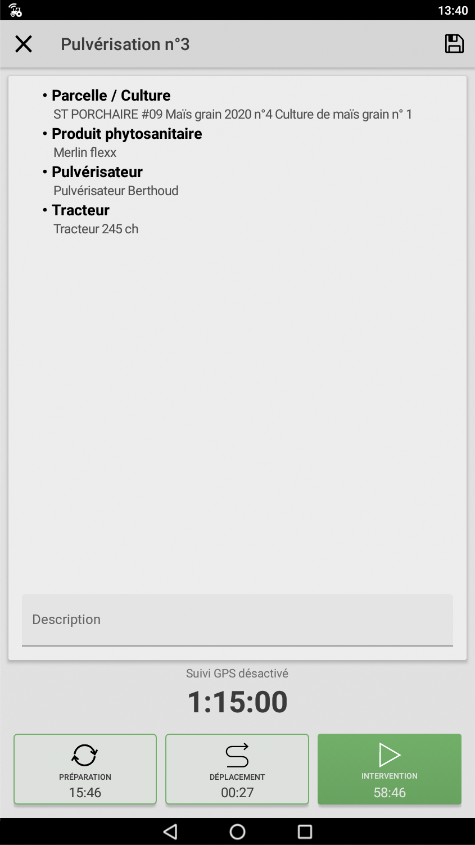 13:40
Pulvérisation n°3
• Parcelle / Culture
ST PORCHAIRE #09 Maïs grain 2020 n°4 Culture de maïs grain n° 1
• Produit phytosanitaire
Merlin flexx
• Pulvérisateur
Pulvérisateur Berthoud
• Tracteur
Tracteur 245 ch
Description
Suivi GPS désactivé
1:15:00
PRÉPARATION
15:46
DÉPLACEMENT
00:27
INTERVENTION
58:46